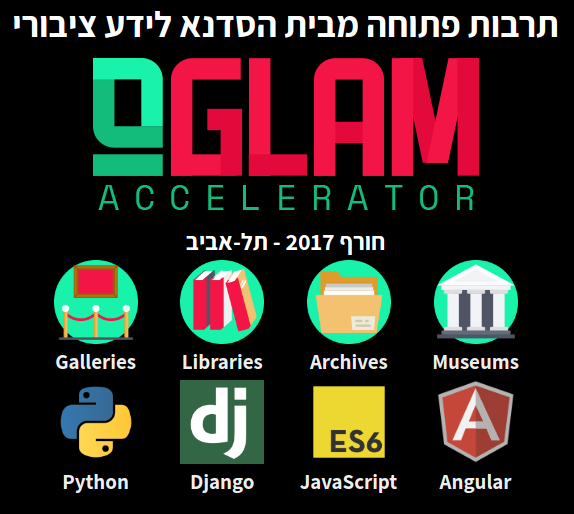 תרבות פתוחה מבית הסדנא לידע ציבורי
GLAM
ACCELERATOR
חורף 2017 - תל-אביב
Galleries Libraries Archives Museums
dj ES6 A
Python Django JavaScript Angular